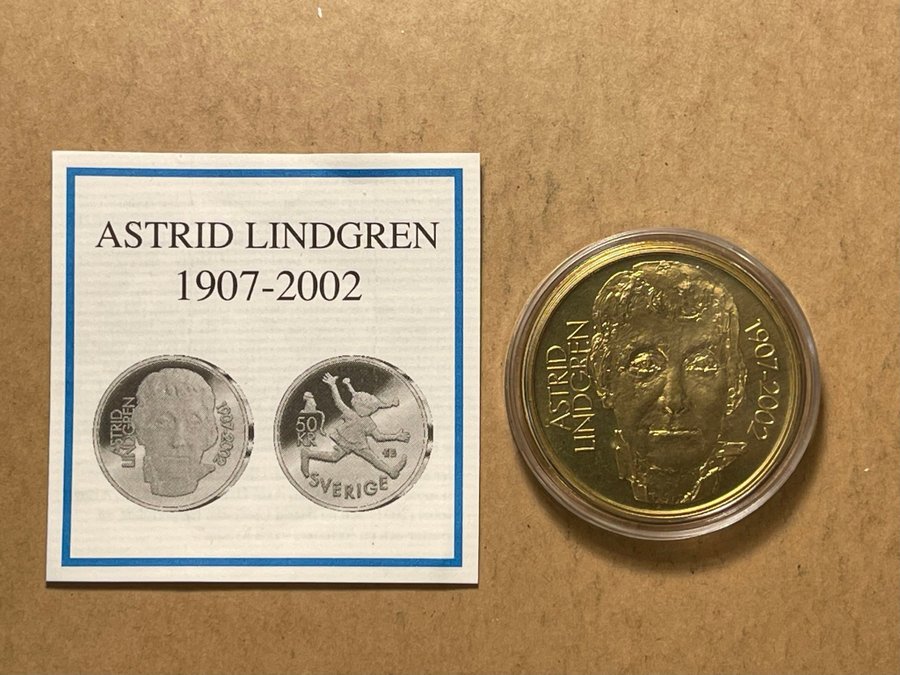 ASTRID LINDGREN
1907-2002
ASTRID
LINDGREN
1907-2002
50
KR
SVERIGE
ASTRID
LINDGREN
1907-2002